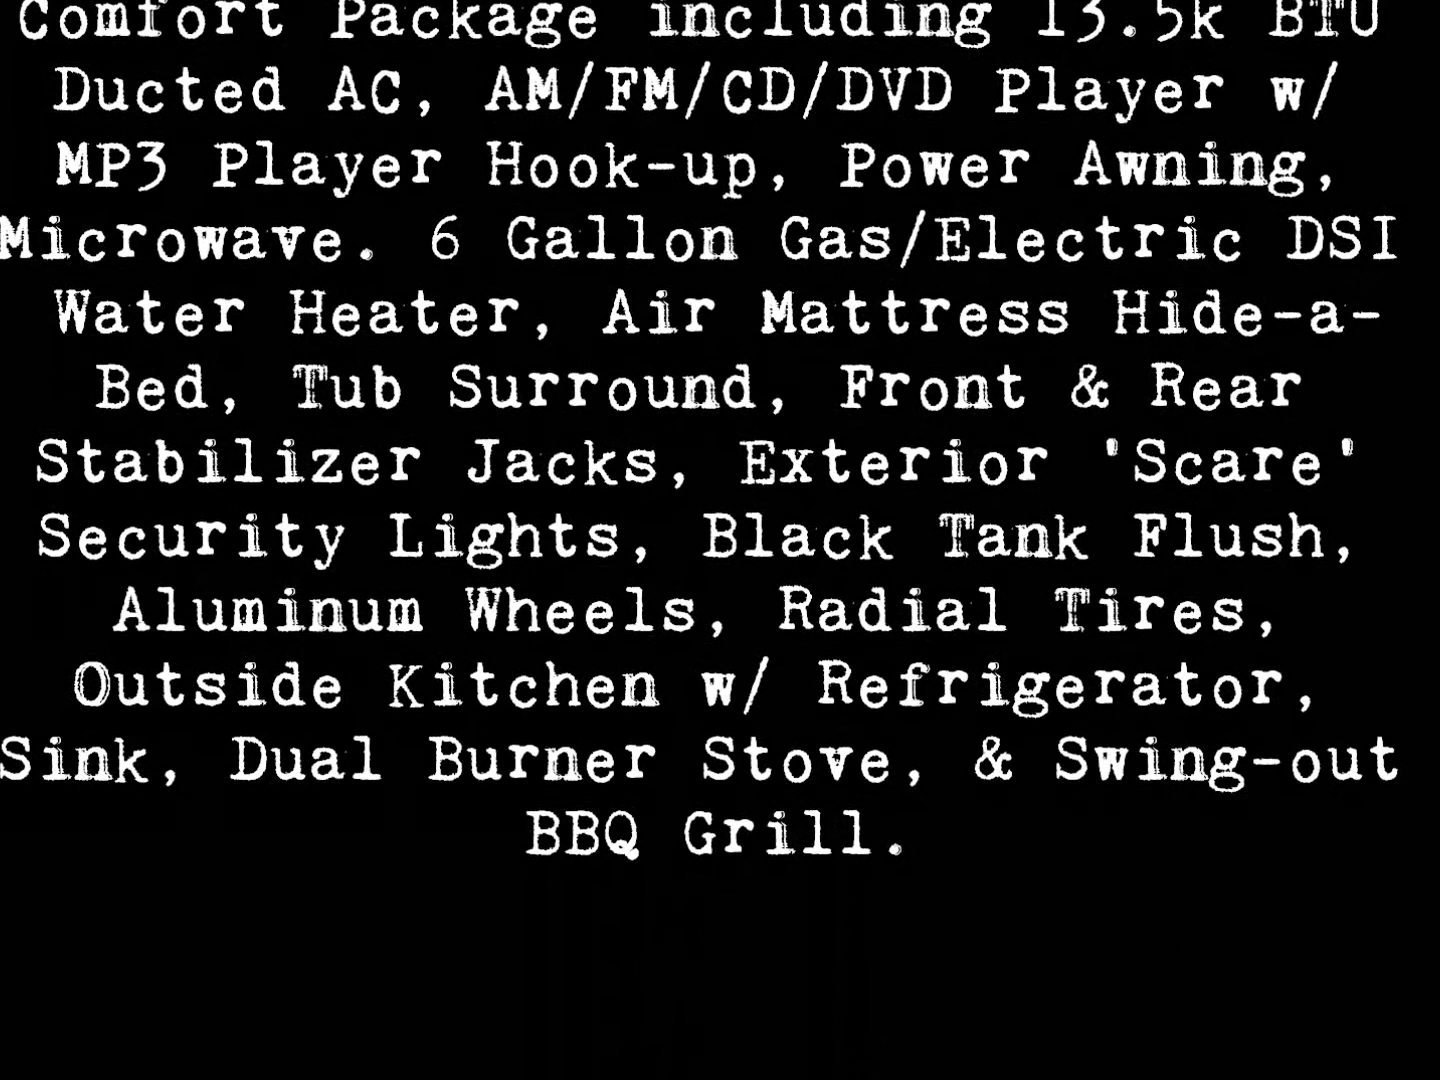 Comfort Package including 13.5k BTU
Ducted AC, AM/FM/CD/DVD Player w/
MP3 Player Hook-up, Power Awning,
Microwave. 6 Gallon Gas/Electric DSI
Water Heater, Air Mattress Hide-a-
Bed, Tub Surround, Front & Rear
Stabilizer Jacks, Exterior 'Scare'
Security Lights, Black Tank Flush,
Aluminum Wheels, Radial Tires,
Outside Kitchen w/ Refrigerator,
Sink, Dual Burner Stove, & Swing-out
BBQ Grill.